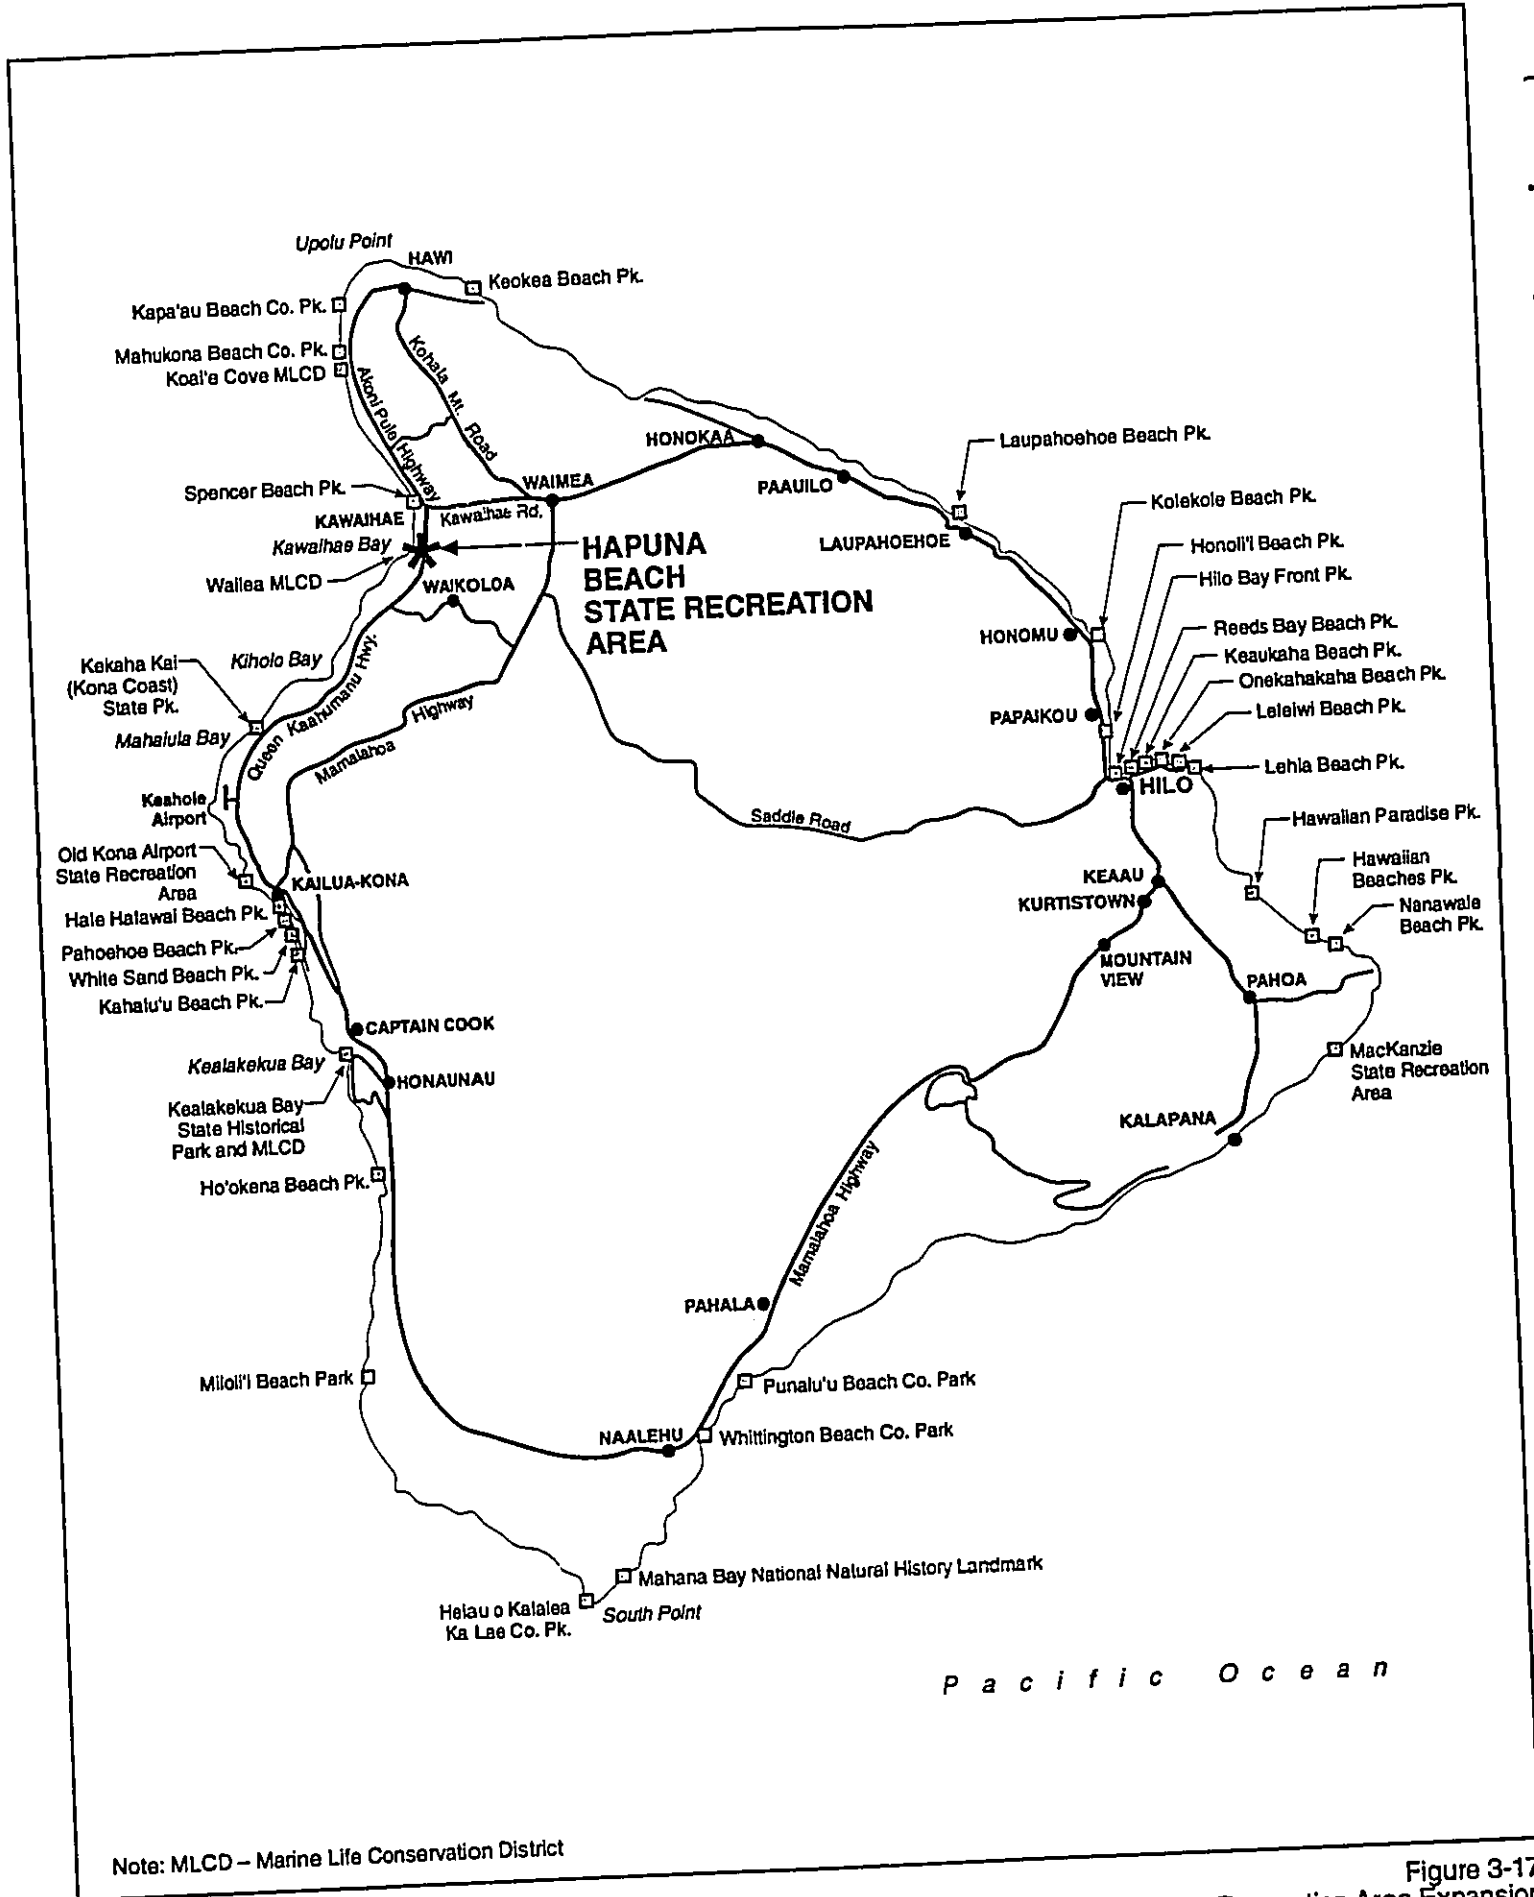 Upolu Point
HAWI
Keokea Beach Pk.
Kapa'au Beach Co. Pk.
Mahukona Beach Co. Pk.
Koai'e Cove MLCD
Akoni Pule Highway
Kohala Mt. Road
HONOKAA
Laupahoehoe Beach Pk.
WAIMEA
PAAUILO
Spencer Beach Pk.
Kolekole Beach Pk.
KAWAIHAE
Kawaihae Rd.
LAUPAHOEHOE
Kawaihae Bay
HAPUNA
BEACH
STATE RECREATION
AREA
Honoli'i Beach Pk.
Wailea MLCD
WAIKOLOA
Hilo Bay Front Pk.
HONOMU
Reeds Bay Beach Pk.
Keaukaha Beach Pk.
Kiholo Bay
Kekaha Kai
(Kona Coast)
State Pk.
Onekahakaha Beach Pk.
Queen Kaahumanu Hwy.
Mamalahoa Highway
PAPAIKOU
Leleiwi Beach Pk.
Mahaiula Bay
Lehia Beach Pk.
HILO
Keahole
Airport
Saddle Road
Hawaiian Paradise Pk.
Old Kona Airport
State Recreation
Area
KAILUA-KONA
KEAAU
Hawaiian
Beaches Pk.
KURTISTOWN
Hale Halawai Beach Pk.
Nanawale
Beach Pk.
Pahoehoe Beach Pk.
White Sand Beach Pk.
MOUNTAIN
VIEW
PAHOA
Kahalu'u Beach Pk.
CAPTAIN COOK
Kealakekua Bay
MacKanzie
State Recreation
Area
HONAUNAU
Kealakekua Bay
State Historical
Park and MLCD
KALAPANA
Ho'okena Beach Pk.
Mamalahoa Highway
PAHALA
Miloli'i Beach Park
Punalu'u Beach Co. Park
NAALEHU
Whittington Beach Co. Park
Mahana Bay National Natural History Landmark
Heiau o Kalalea
Ka Lae Co. Pk.
South Point
Pacific Ocean
Note: MLCD – Marine Life Conservation District
Figure 3-17
Area Expansion